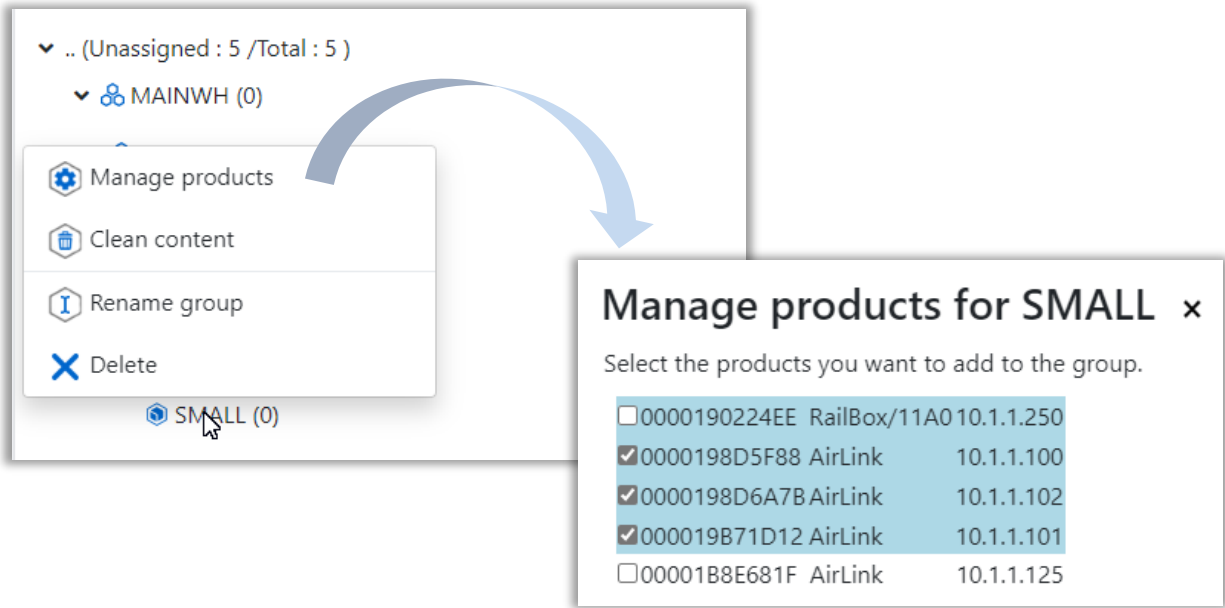 .. (Unassigned : 5 /Total : 5 )
MAINWH (0)
Manage products
Clean content
Rename group
Delete
SMALL (0)
Manage products for SMALL ×
Select the products you want to add to the group.
0000190224EE RailBox/11A0 10.1.1.250
0000198D5F88 AirLink 10.1.1.100
0000198D6A7B AirLink 10.1.1.102
000019B71D12 AirLink 10.1.1.101
00001B8E681F AirLink 10.1.1.125